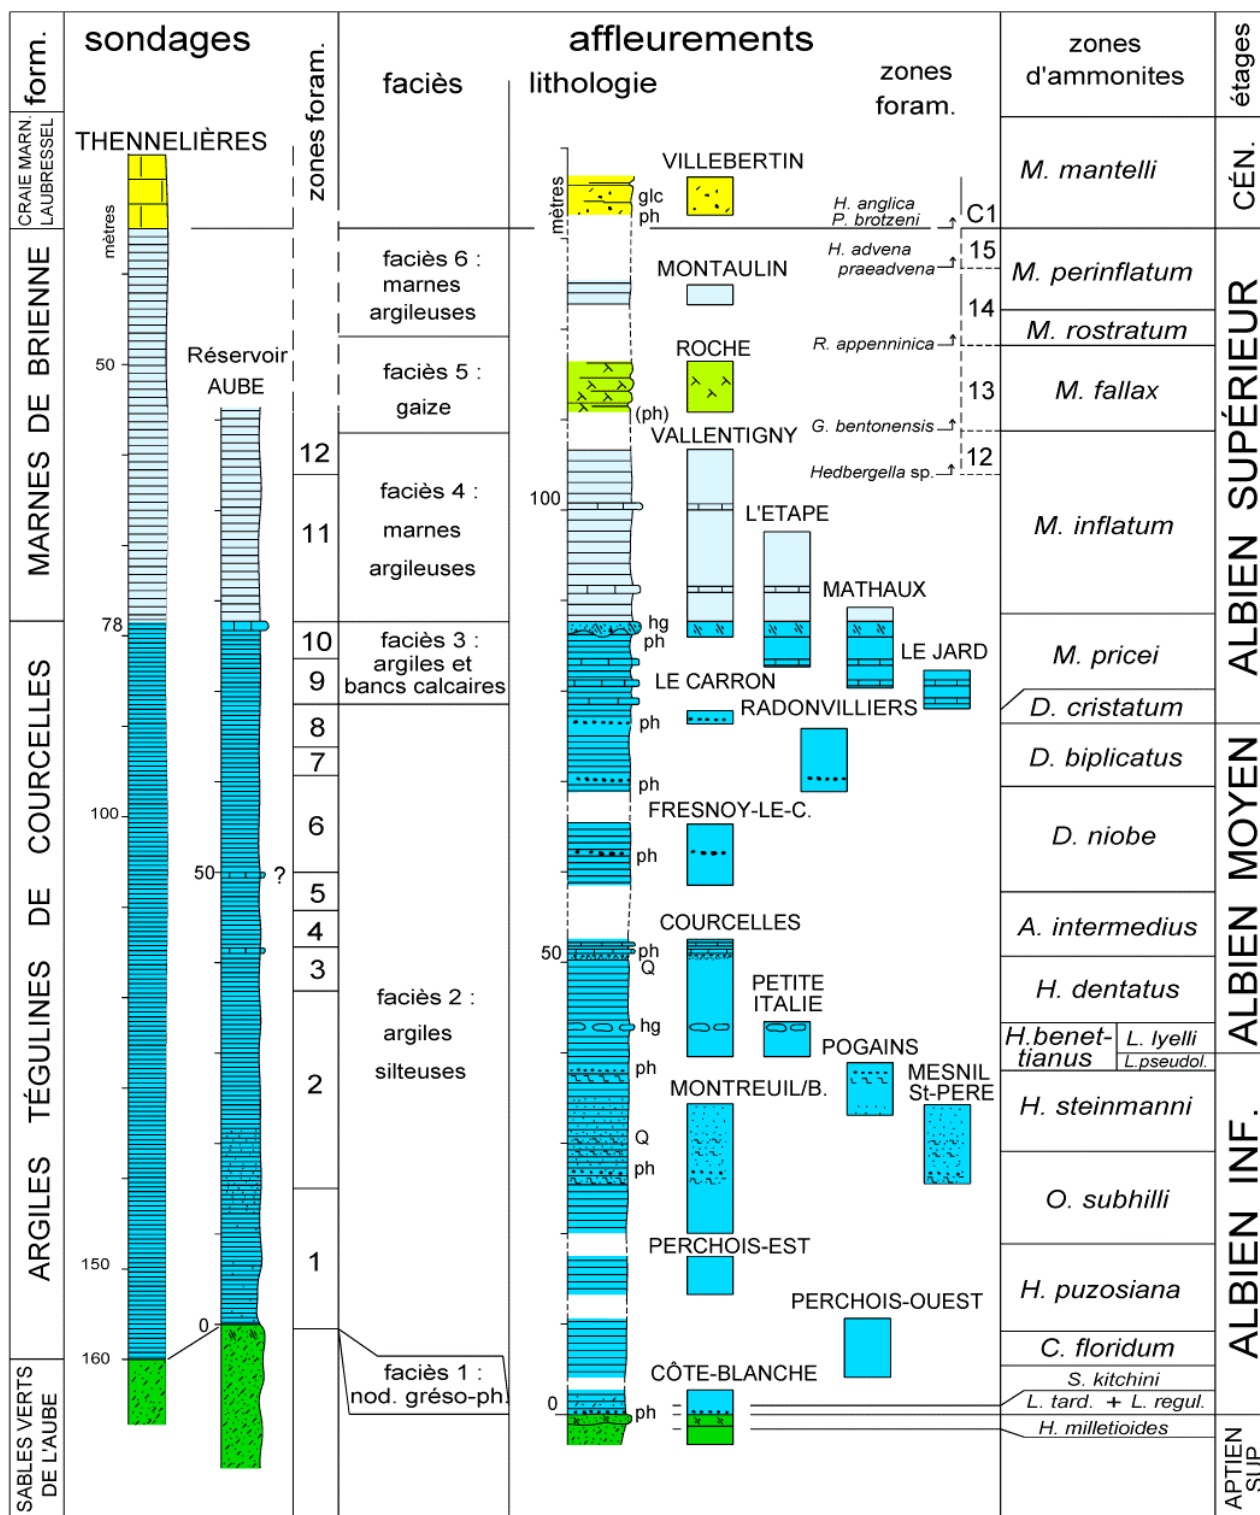 form.
sondages
affleurements
zones foram.
faciès
lithologie
zones
foram.
zones
d'ammonites
étages
CRAIE MARN.
LAUBRESSEL
MARNES DE BRIENNE
ARGILES TÉGULINES DE COURCELLES
SABLES VERTS
DE L'AUBE
THENNELIÈRES
mètres
50
78
100
150
160
Réservoir
AUBE
50
?
0
12
11
10
9
8
7
6
5
4
3
2
1
faciès 6 :
marnes
argileuses
faciès 5 :
gaize
faciès 4 :
marnes
argileuses
faciès 3 :
argiles et
bancs calcaires
faciès 2 :
argiles
silteuses
faciès 1 :
nod. gréso-ph.
mètres
100
50
0
glc
ph
(ph)
hg
ph
ph
ph
ph
ph
Q
hg
ph
Q
ph
ph
VILLEBERTIN
MONTAULIN
ROCHE
VALLENTIGNY
L'ETAPE
MATHAUX
LE JARD
LE CARRON
RADONVILLIERS
FRESNOY-LE-C.
COURCELLES
PETITE
ITALIE
POGAINS
MESNIL
St-PERE
MONTREUIL/B.
PERCHOIS-EST
PERCHOIS-OUEST
CÔTE-BLANCHE
H. anglica
P. brotzeni
C1
H. advena
praeadvena
15
14
R. appenninica
13
G. bentonensis
12
Hedbergella sp.
M. mantelli
M. perinflatum
M. rostratum
M. fallax
M. inflatum
M. pricei
D. cristatum
D. biplicatus
D. niobe
A. intermedius
H. dentatus
H.benet-
tianus
L. lyelli
L.pseudol.
H. steinmanni
O. subhilli
H. puzosiana
C. floridum
S. kitchini
L. tard. + L. regul.
H. milletioides
CÉN.
ALBIEN SUPÉRIEUR
ALBIEN MOYEN
ALBIEN INF.
APTIEN
SUP